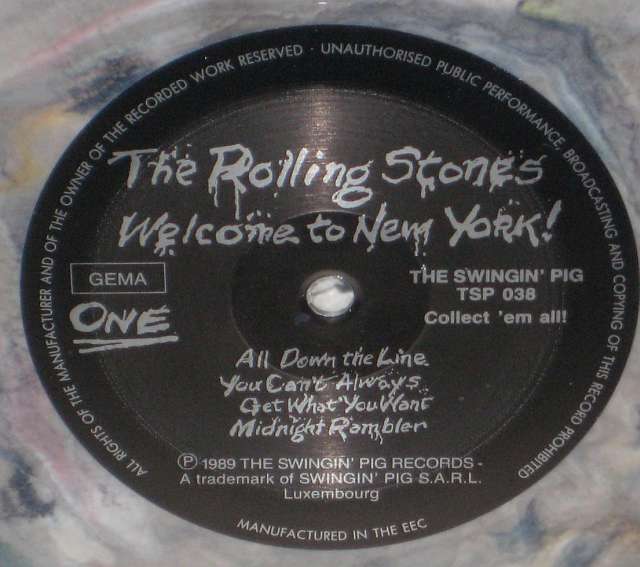 ALL RIGHTS OF THE MANUFACTURER AND OF THE OWNER OF THE RECORDED WORK RESERVED · UNAUTHORISED PUBLIC PERFORMANCE, BROADCASTING AND COPYING OF THIS RECORD PROHIBITED
The Rolling Stones
Welcome to New York!
GEMA
THE SWINGIN' PIG
TSP 038
ONE
Collect 'em all!
All Down the Line
You Can't Always
Get What You Want
Midnight Rambler
Ⓟ 1989 THE SWINGIN' PIG RECORDS -
A trademark of SWINGIN' PIG S.A.R.L.
Luxembourg
MANUFACTURED IN THE EEC